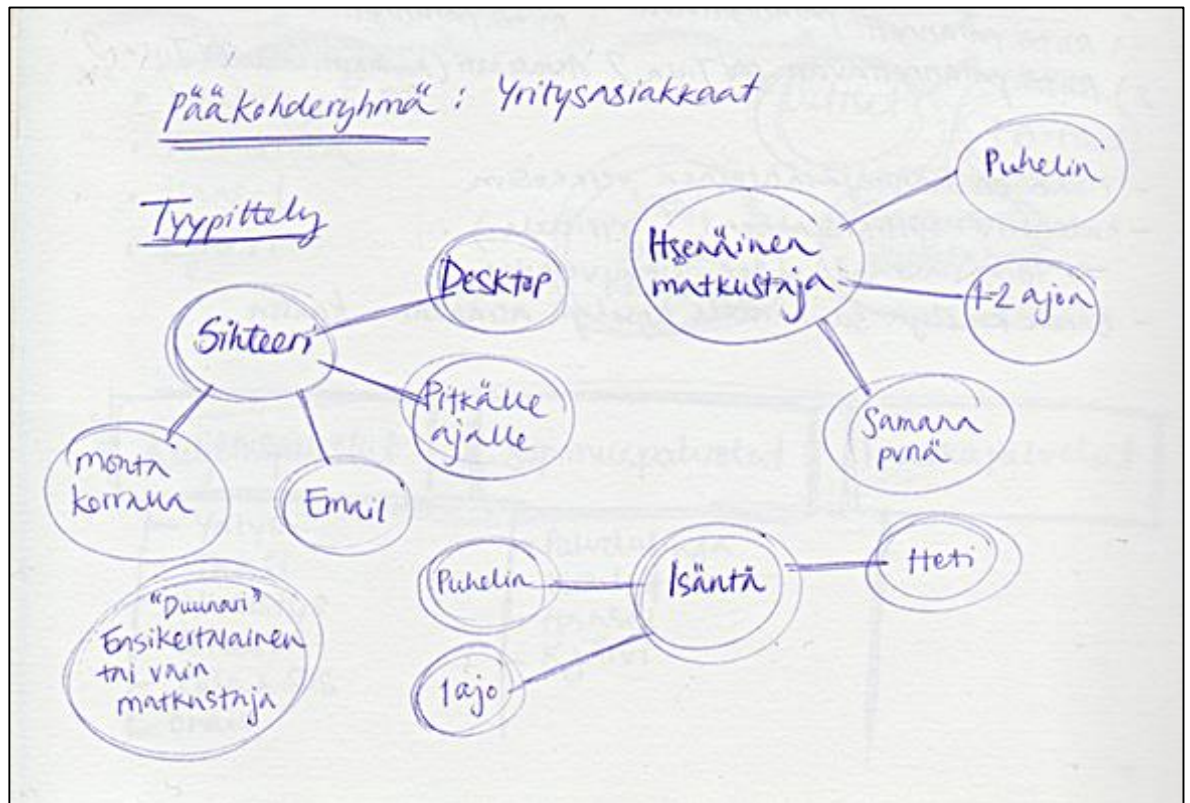 Pääkohderyhmä : Yritysasiakkaat
Tyypittely
Sihteeri
Desktop
Pitkälle
ajalle
Email
monta
kerralla
Itsenäinen
matkustaja
Puhelin
1-2 ajoa
Samana
pvnä
Isäntä
Heti
Puhelin
1 ajo
"Duunari"
Ensikertalainen
tai vain
matkustaja